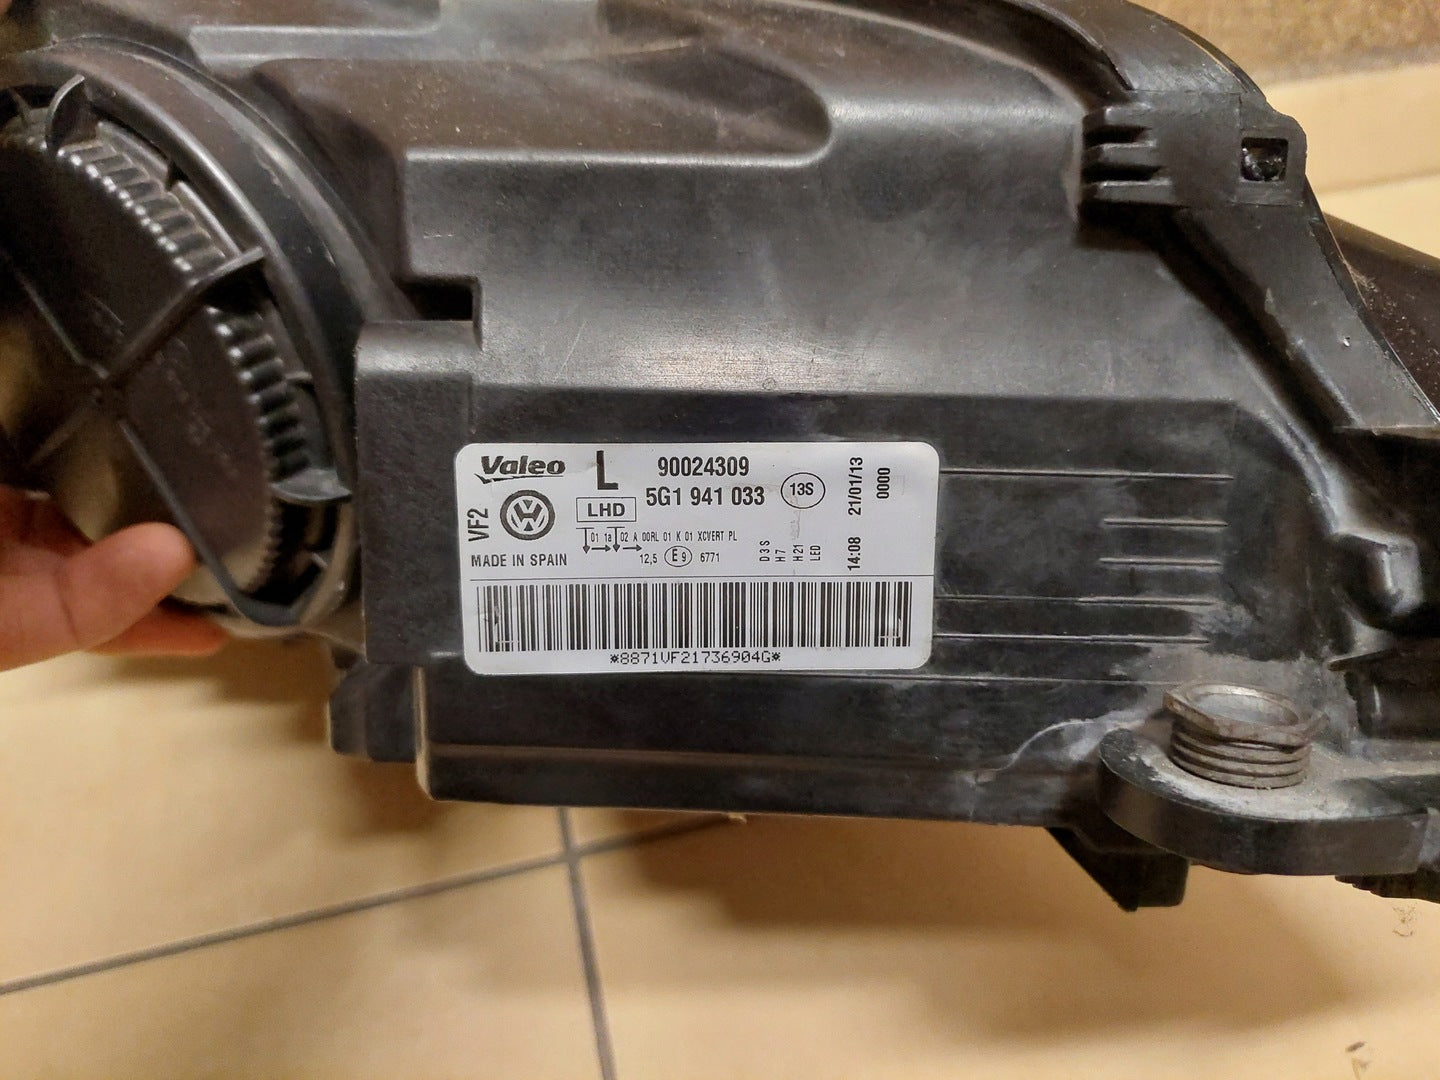 Valeo L 90024309
5G1 941 033 13S
VF2 LHD
01 1a 02 A 00RL 01 K 01 XCVERT PL
MADE IN SPAIN 12,5 E9 6771
D3S
H7
H21
LED
14:08 21/01/13
0000
*8871VF21736904G*